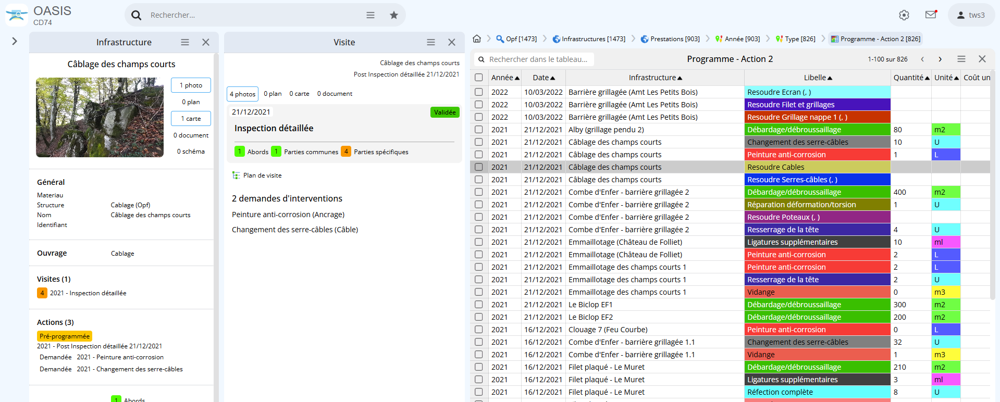 OASIS
CD74
Rechercher...
tws3
Infrastructure
Câblage des champs courts
1 photo
0 plan
1 carte
0 document
0 schéma
Général
Materiau
Structure Cablage (Opf)
Nom Câblage des champs courts
Identifiant
Ouvrage Cablage
Visites (1)
4 2021 - Inspection détaillée
Actions (3)
Pré-programmée
2021 - Post Inspection détaillée 21/12/2021
Demandée 2021 - Peinture anti-corrosion
Demandée 2021 - Changement des serre-câbles
1 Abords
Visite
Câblage des champs courts
Post Inspection détaillée 21/12/2021
4 photos 0 plan 0 carte 0 document
21/12/2021 Validée
Inspection détaillée
1 Abords 1 Parties communes 4 Parties spécifiques
Plan de visite
2 demandes d'interventions
Peinture anti-corrosion (Ancrage)
Changement des serre-câbles (Câble)
Opf [1473] Infrastructures [1473] Prestations [903] Année [903] Type [826] Programme - Action 2 [826]
Rechercher dans le tableau... Programme - Action 2 1-100 sur 826
Année Date Infrastructure Libelle Quantité Unité Coût un
2022 10/03/2022 Barrière grillagée (Amt Les Petits Bois) Resoudre Ecran (, )
2022 10/03/2022 Barrière grillagée (Amt Les Petits Bois) Resoudre Filet et grillages
2022 10/03/2022 Barrière grillagée (Amt Les Petits Bois) Resoudre Grillage nappe 1 (, )
2021 21/12/2021 Alby (grillage pendu 2) Débardage/débroussaillage 80 m2
2021 21/12/2021 Câblage des champs courts Changement des serre-câbles 10 U
2021 21/12/2021 Câblage des champs courts Peinture anti-corrosion 1 L
2021 21/12/2021 Câblage des champs courts Resoudre Cables
2021 21/12/2021 Câblage des champs courts Resoudre Serres-câbles (, )
2021 21/12/2021 Combe d'Enfer - barrière grillagée 2 Débardage/débroussaillage 400 m2
2021 21/12/2021 Combe d'Enfer - barrière grillagée 2 Réparation déformation/torsion 1 U
2021 21/12/2021 Combe d'Enfer - barrière grillagée 2 Resoudre Poteaux (, )
2021 21/12/2021 Combe d'Enfer - barrière grillagée 2 Resserrage de la tête 4 U
2021 21/12/2021 Emmaillotage (Château de Folliet) Ligatures supplémentaires 10 ml
2021 21/12/2021 Emmaillotage (Château de Folliet) Peinture anti-corrosion 2 L
2021 21/12/2021 Emmaillotage des champs courts 1 Peinture anti-corrosion 2 L
2021 21/12/2021 Emmaillotage des champs courts 1 Resserrage de la tête 2 U
2021 21/12/2021 Emmaillotage des champs courts 1 Vidange 0 m3
2021 21/12/2021 Le Biclop EF1 Débardage/débroussaillage 300 m2
2021 21/12/2021 Le Biclop EF2 Débardage/débroussaillage 200 m2
2021 16/12/2021 Clouage 7 (Feu Courbe) Peinture anti-corrosion 0 L
2021 16/12/2021 Combe d'Enfer - barrière grillagée 1.1 Changement des serre-câbles 32 U
2021 16/12/2021 Combe d'Enfer - barrière grillagée 1.1 Vidange 1 m3
2021 16/12/2021 Filet plaqué - Le Muret Débardage/débroussaillage 210 m2
2021 16/12/2021 Filet plaqué - Le Muret Ligatures supplémentaires 3 ml
2021 16/12/2021 Filet plaqué - Le Muret Réfection complète 8 U